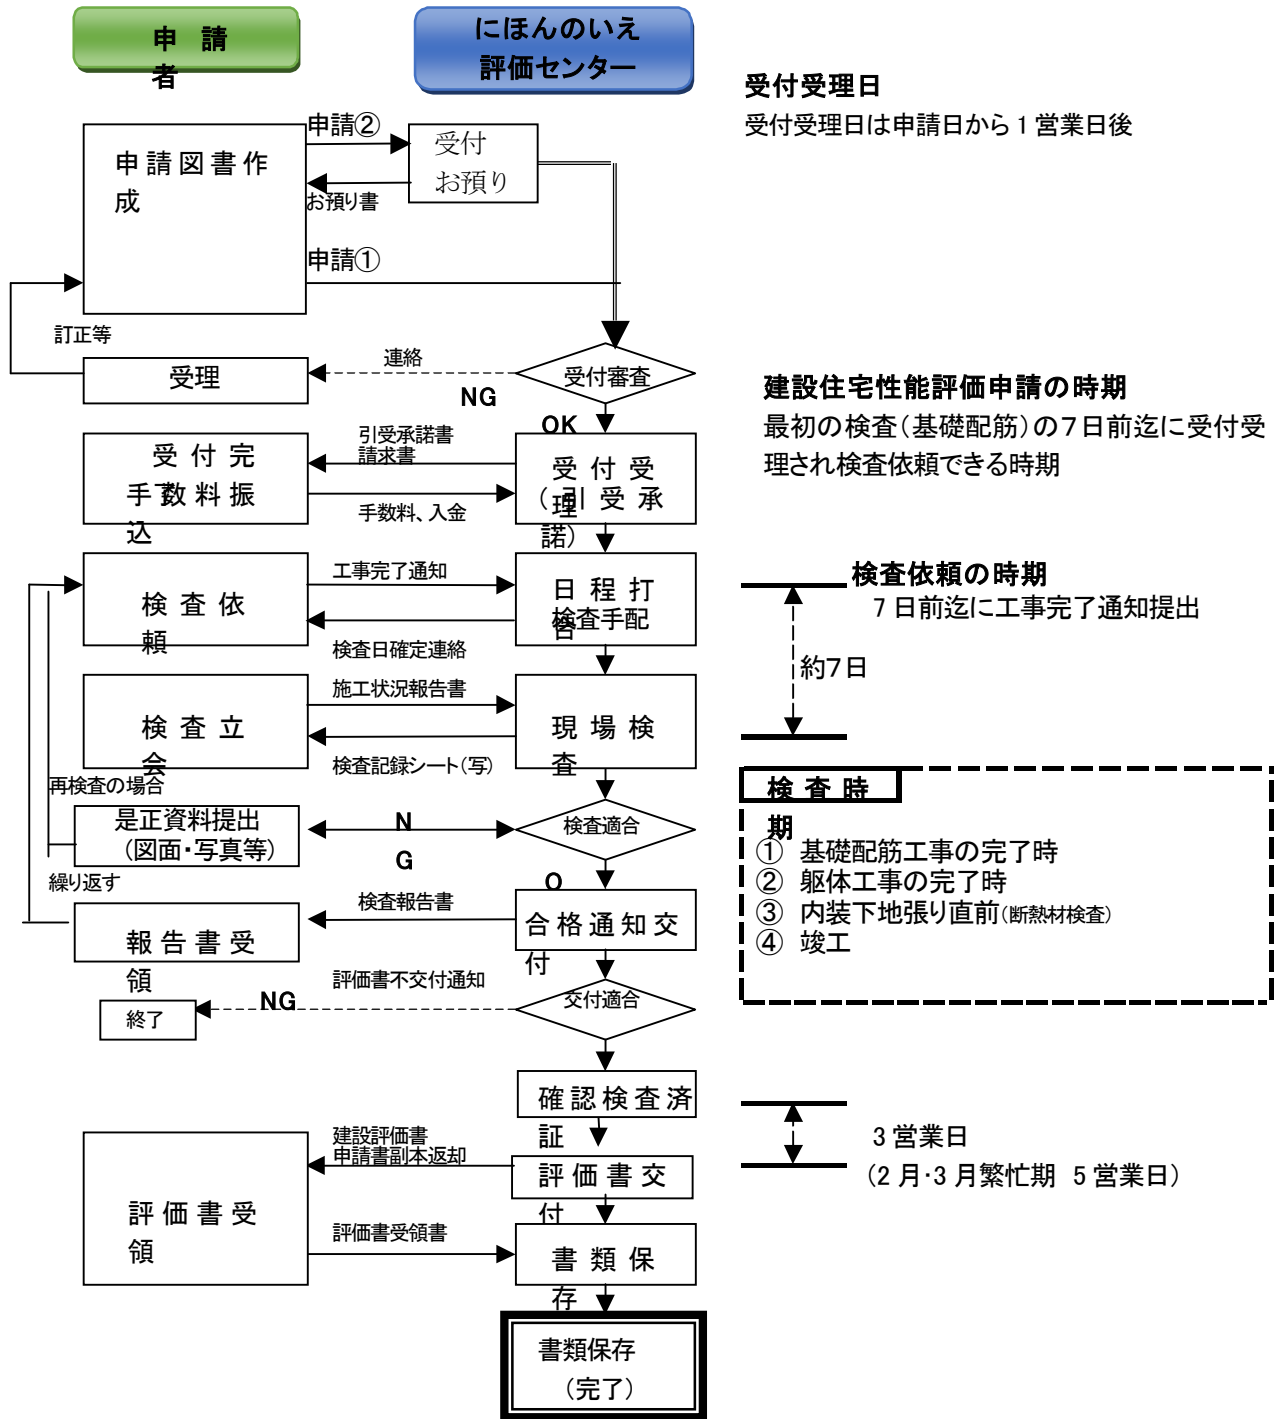 申 請
者
にほんのいえ
評価センター
受付受理日
受付受理日は申請日から 1 営業日後
申請②
受付
お預り
申請図書作
成
お預り書
申請①
訂正等
連絡
受理
受付審査
NG
建設住宅性能評価申請の時期
最初の検査（基礎配筋）の7日前迄に受付受
理され検査依頼できる時期
OK
引受承諾書
請求書
受付完
了
手数料振
込
受付受
理
（引受承
諾）
手数料、入金
工事完了通知
検査依
頼
日程打
合
検査手配
検査日確定連絡
検査依頼の時期
7 日前迄に工事完了通知提出
約7日
施工状況報告書
検査立
会
現場検
査
検査記録シート（写）
再検査の場合
是正資料提出
（図面・写真等）
N
G
検査適合
検査時
期
① 基礎配筋工事の完了時
② 躯体工事の完了時
③ 内装下地張り直前（断熱材検査）
④ 竣工
繰り返す
O
検査報告書
報告書受
領
合格通知交
付
評価書不交付通知
NG
終了
交付適合
確認検査済
証
建設評価書
申請書副本返却
評価書交
付
3 営業日
（2 月・3 月繁忙期 5 営業日）
評価書受
領
評価書受領書
書類保
存
書類保存
（完了）